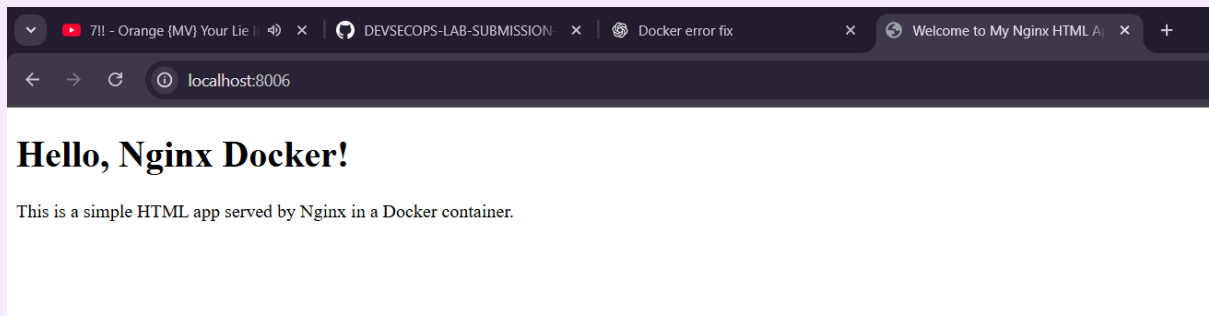 7!! - Orange {MV} Your Lie I
DEVSECOPS-LAB-SUBMISSION-
Docker error fix
Welcome to My Nginx HTML A
localhost:8006
Hello, Nginx Docker!
This is a simple HTML app served by Nginx in a Docker container.